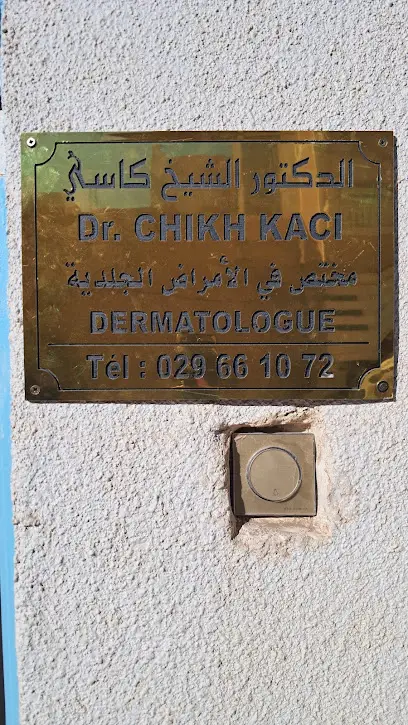 الدكتور الشيخ كاسي
Dr. CHIKH KACI
مختص في الأمراض الجلدية
DERMATOLOGUE
Tél : 029 66 10 72